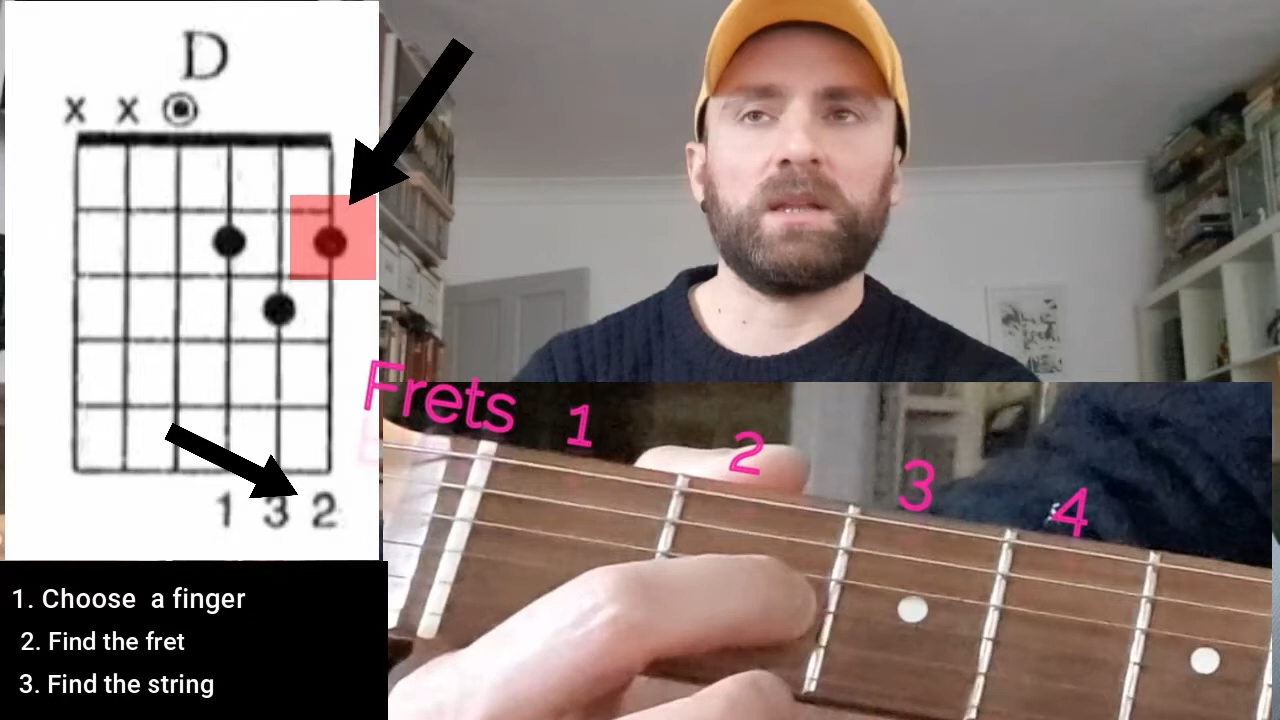 D
x x
1 3 2
Frets 1 2 3 4
1. Choose a finger
2. Find the fret
3. Find the string